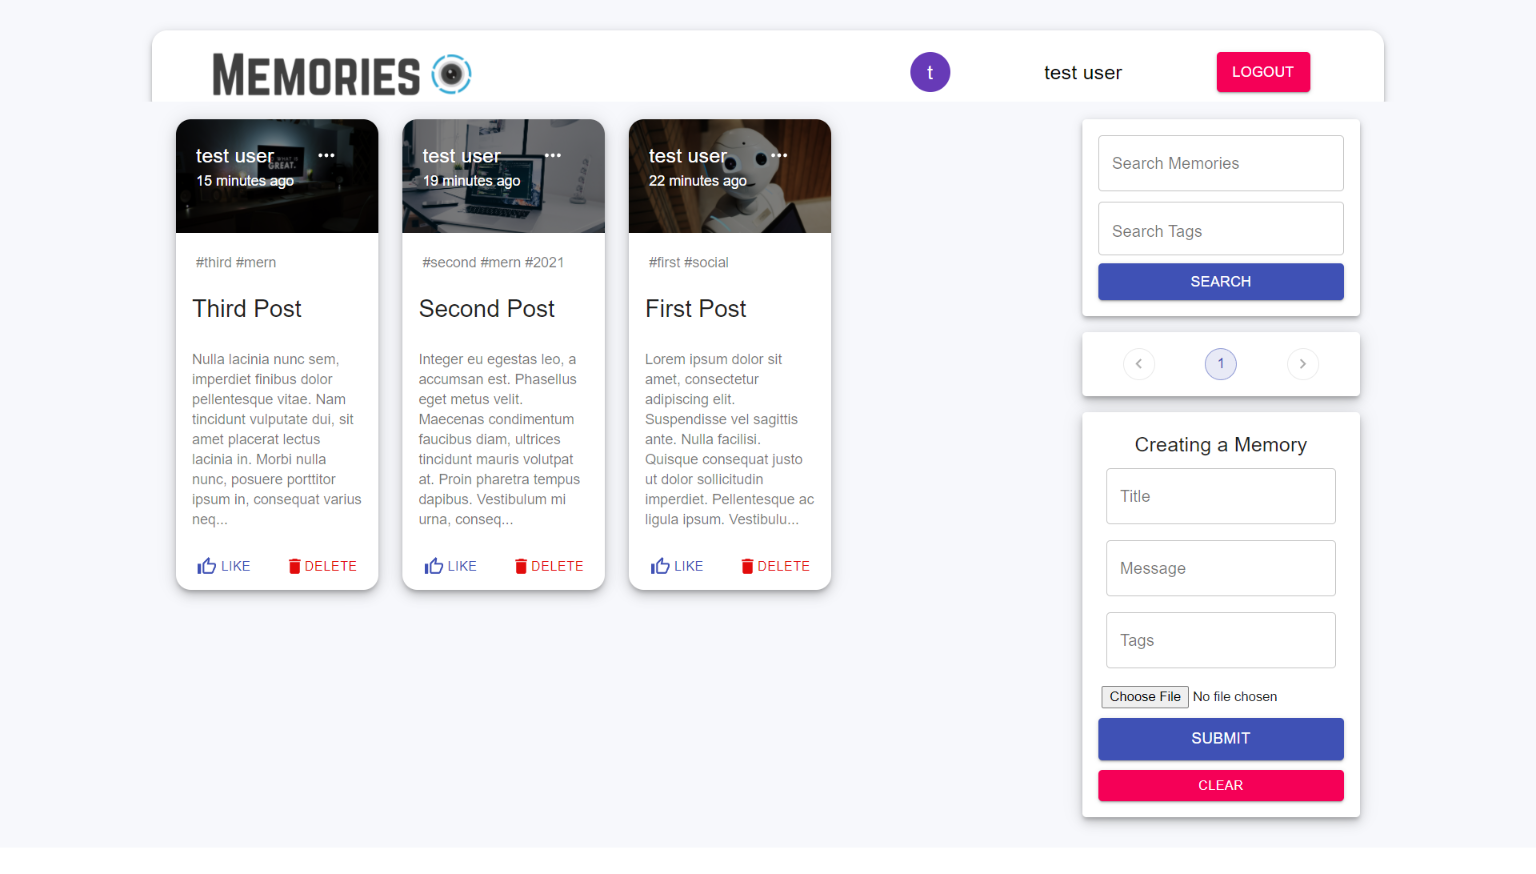 MEMORIES
t
test user
LOGOUT
test user
15 minutes ago
GREAT.
#third #mern
Third Post
Nulla lacinia nunc sem,
imperdiet finibus dolor
pellentesque vitae. Nam
tincidunt vulputate dui, sit
amet placerat lectus
lacinia in. Morbi nulla
nunc, posuere porttitor
ipsum in, consequat varius
neq...
LIKE
DELETE
test user
19 minutes ago
#second #mern #2021
Second Post
Integer eu egestas leo, a
accumsan est. Phasellus
eget metus velit.
Maecenas condimentum
faucibus diam, ultrices
tincidunt mauris volutpat
at. Proin pharetra tempus
dapibus. Vestibulum mi
urna, conseq...
LIKE
DELETE
test user
22 minutes ago
#first #social
First Post
Lorem ipsum dolor sit
amet, consectetur
adipiscing elit.
Suspendisse vel sagittis
ante. Nulla facilisi.
Quisque consequat justo
ut dolor sollicitudin
imperdiet. Pellentesque ac
ligula ipsum. Vestibulu...
LIKE
DELETE
Search Memories
Search Tags
SEARCH
1
Creating a Memory
Title
Message
Tags
Choose File No file chosen
SUBMIT
CLEAR